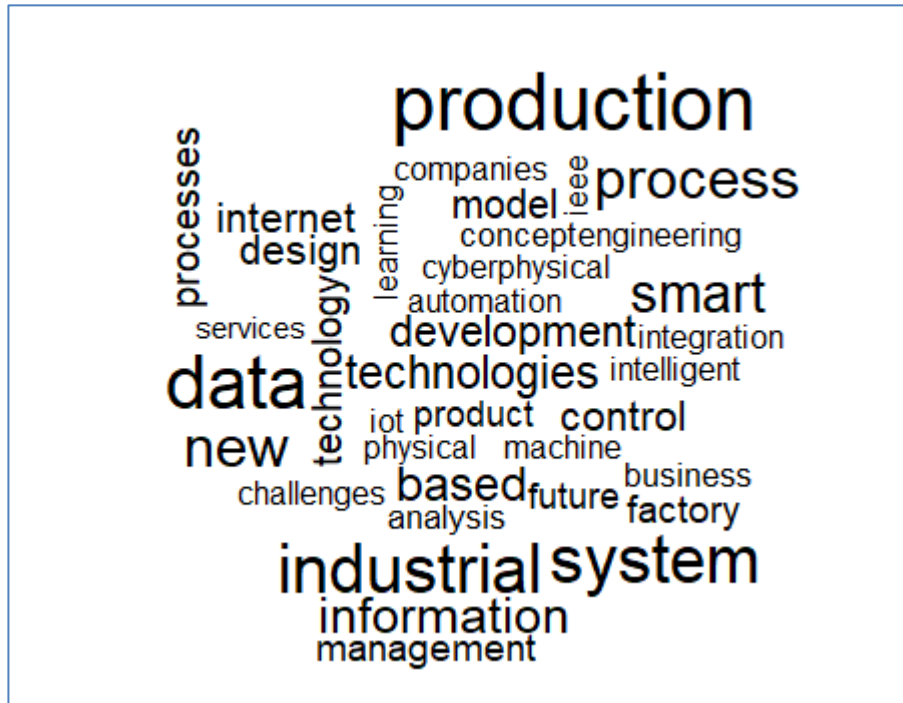 production
companies
ieee
process
processes
internet
model
learning
design
conceptengineering
cyberphysical
technology
automation
smart
services
development
integration
data
technologies
intelligent
iot
product
control
new
physical
machine
challenges
based
future
business
analysis
factory
industrial
system
information
management